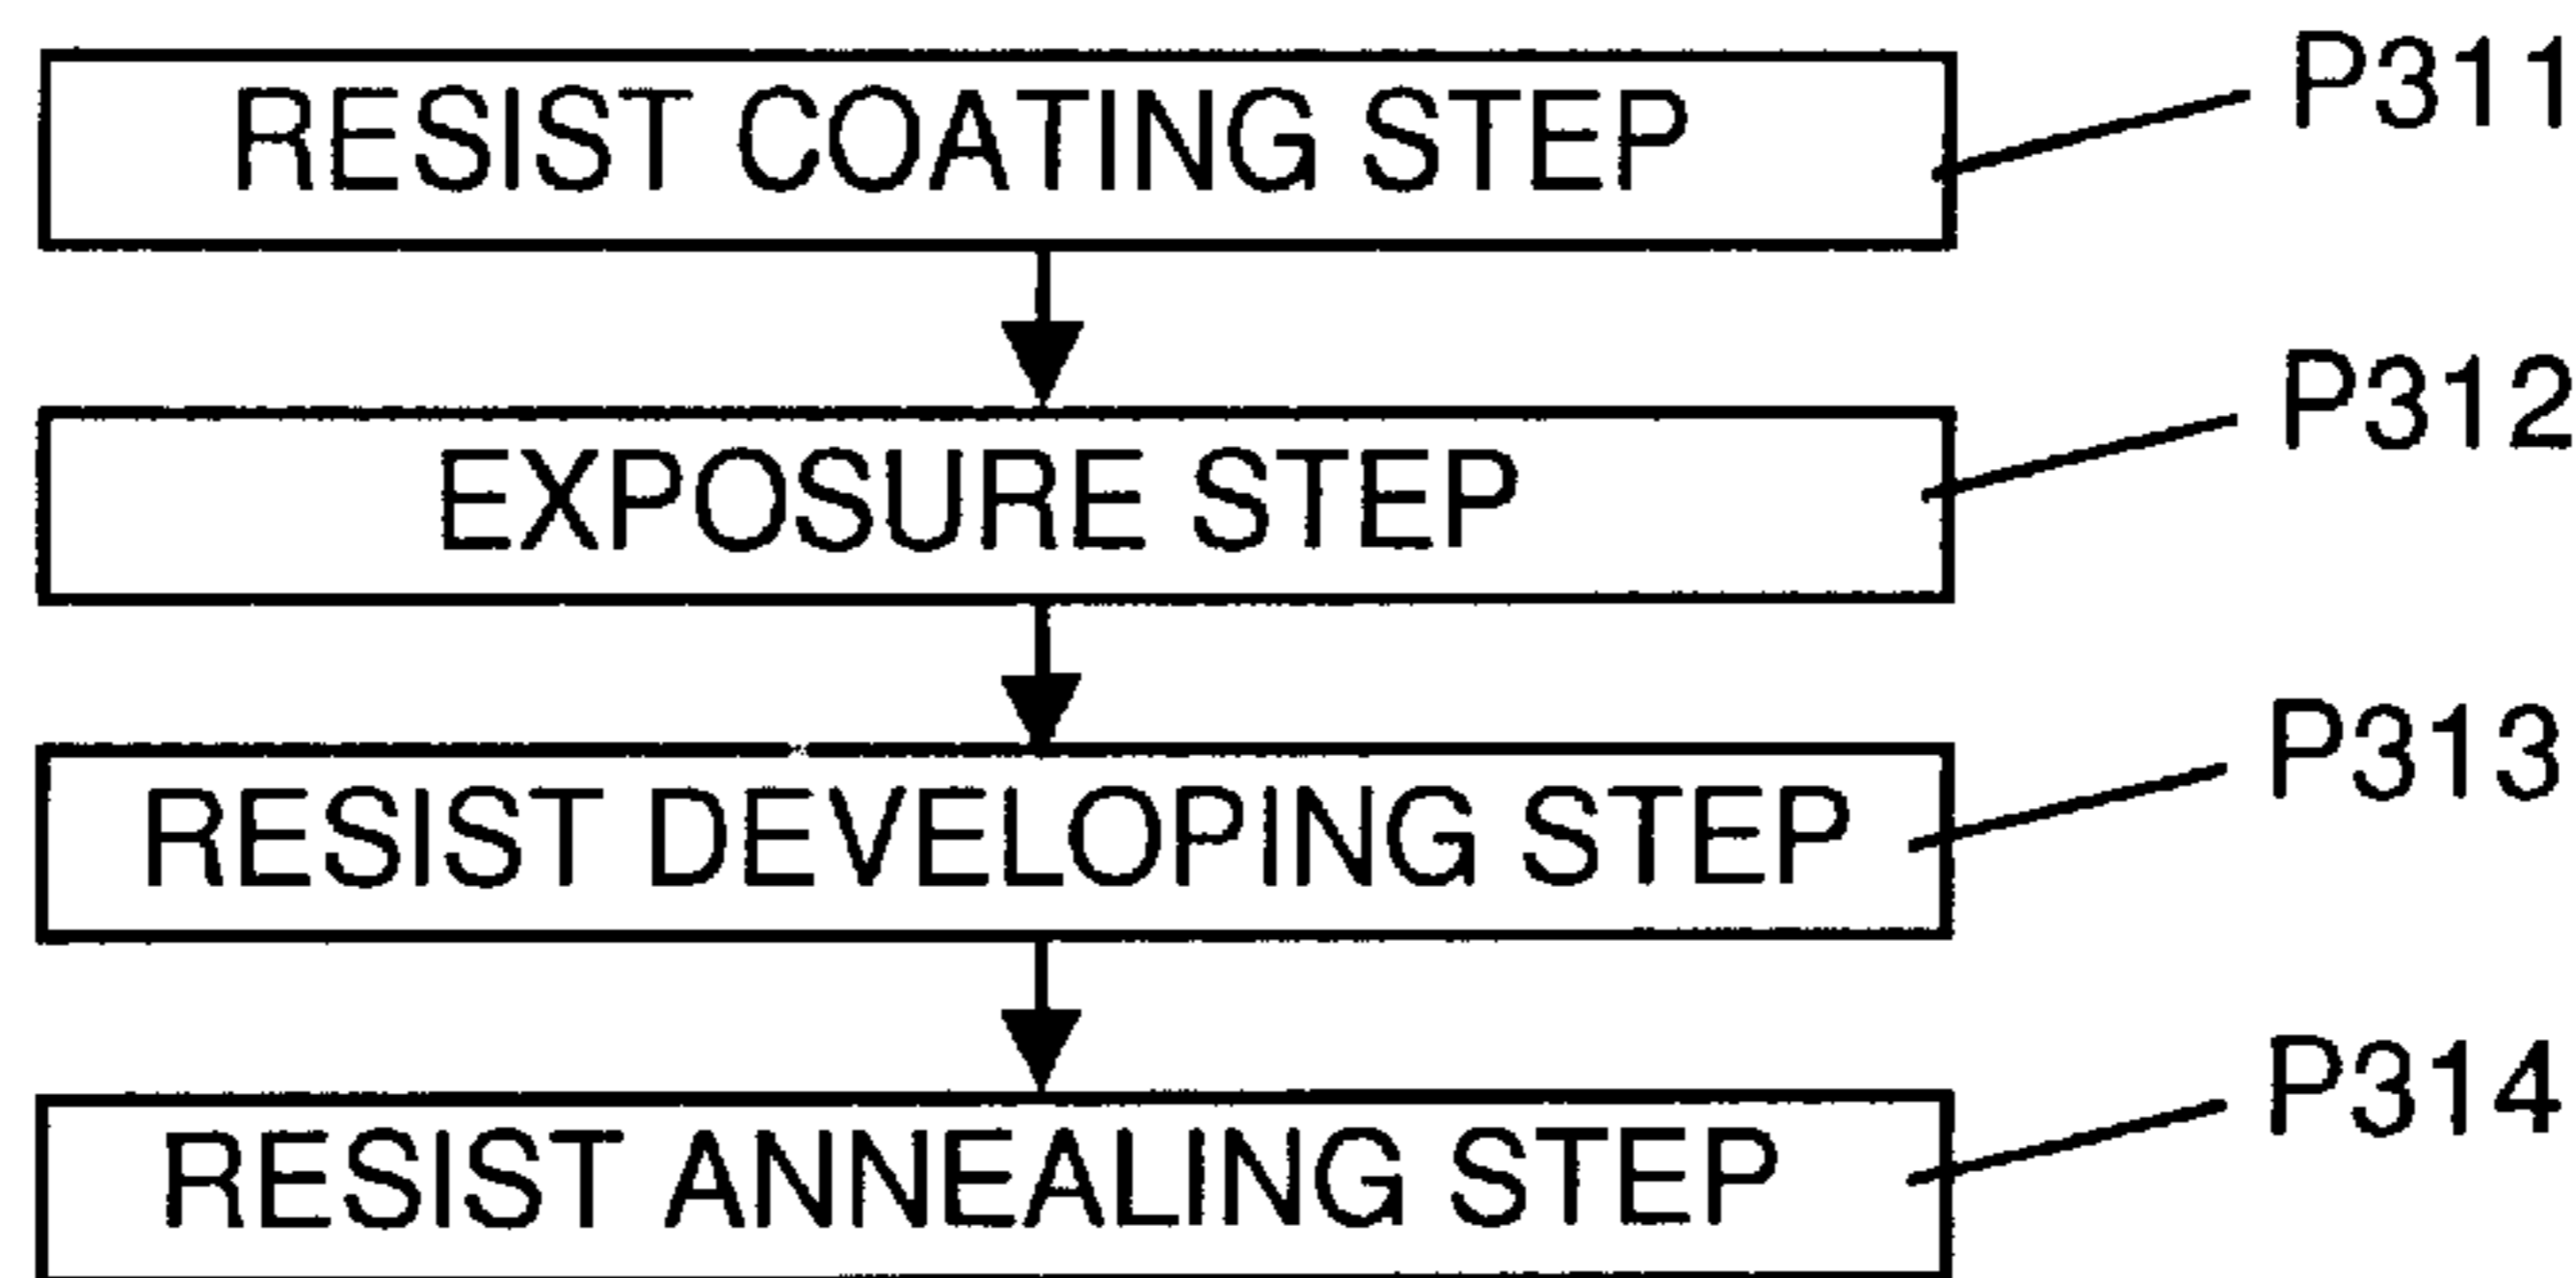 RESIST COATING STEP P311
EXPOSURE STEP P312
RESIST DEVELOPING STEP P313
RESIST ANNEALING STEP P314